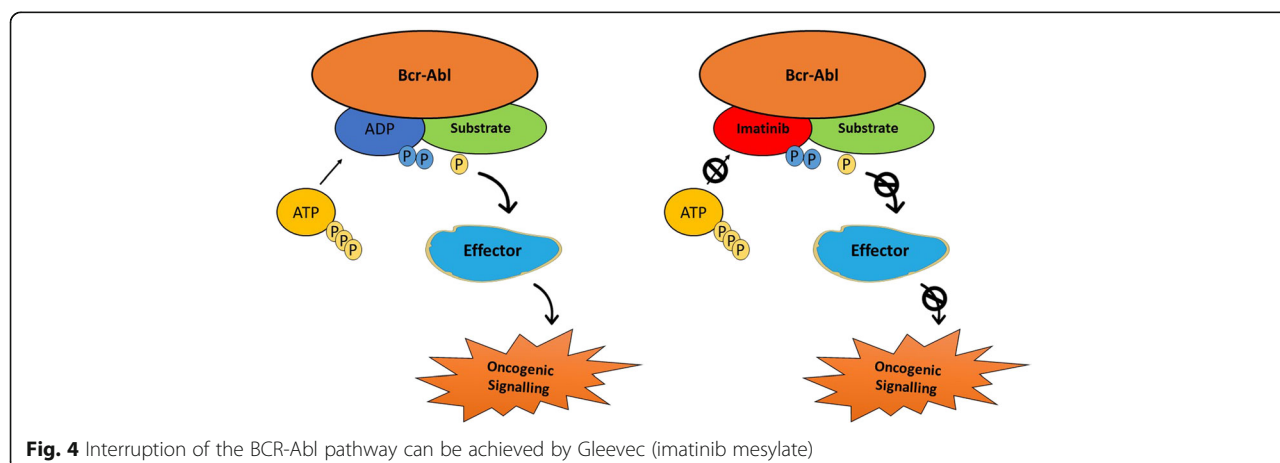 Bcr-Abl
ADP
Substrate
P P
P
ATP
P
P
P
Effector
Oncogenic
Signalling
Bcr-Abl
Imatinib
Substrate
P P
P
ATP
P
P
P
Effector
Oncogenic
Signalling
Fig. 4 Interruption of the BCR-Abl pathway can be achieved by Gleevec (imatinib mesylate)